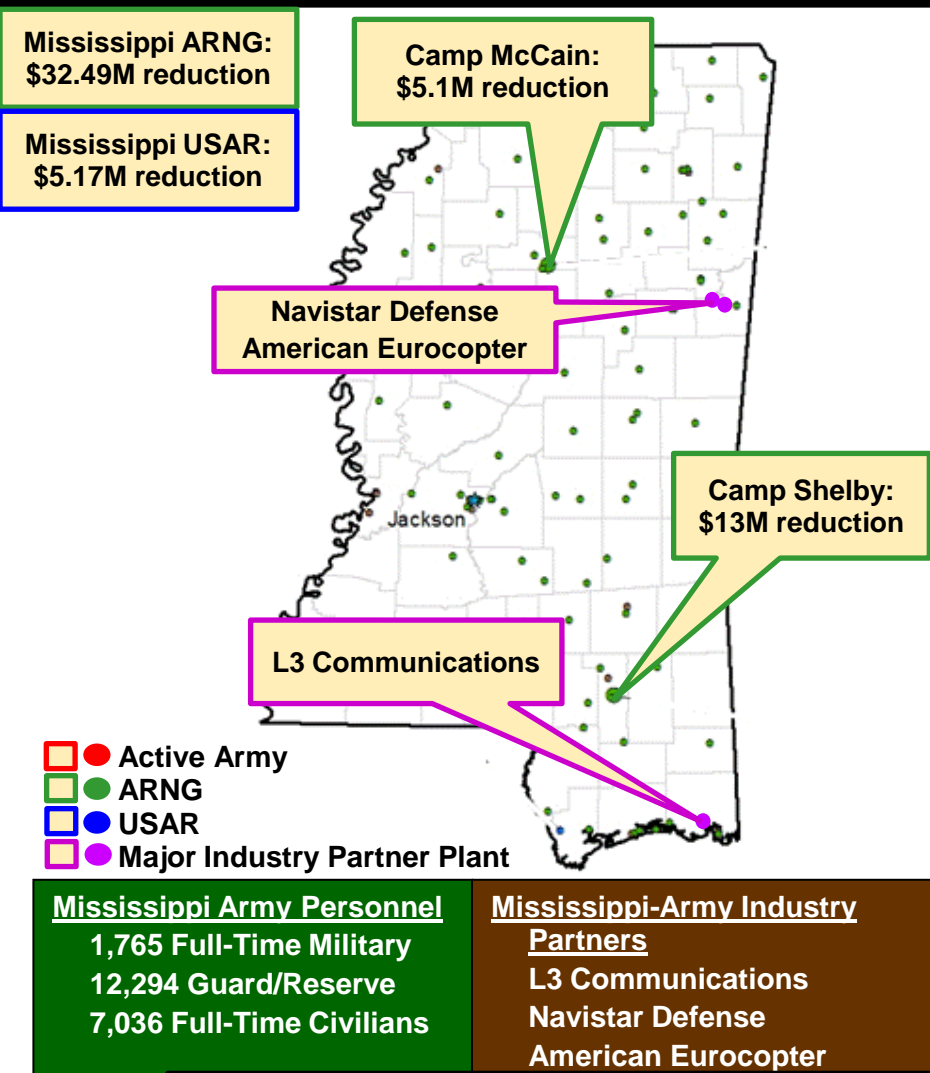 Mississippi ARNG:
$32.49M reduction
Mississippi USAR:
$5.17M reduction
Camp McCain:
$5.1M reduction
Navistar Defense
American Eurocopter
Camp Shelby:
$13M reduction
Jackson
L3 Communications
Active Army
ARNG
USAR
Major Industry Partner Plant
Mississippi Army Personnel
1,765 Full-Time Military
12,294 Guard/Reserve
7,036 Full-Time Civilians
Mississippi-Army Industry
Partners
L3 Communications
Navistar Defense
American Eurocopter